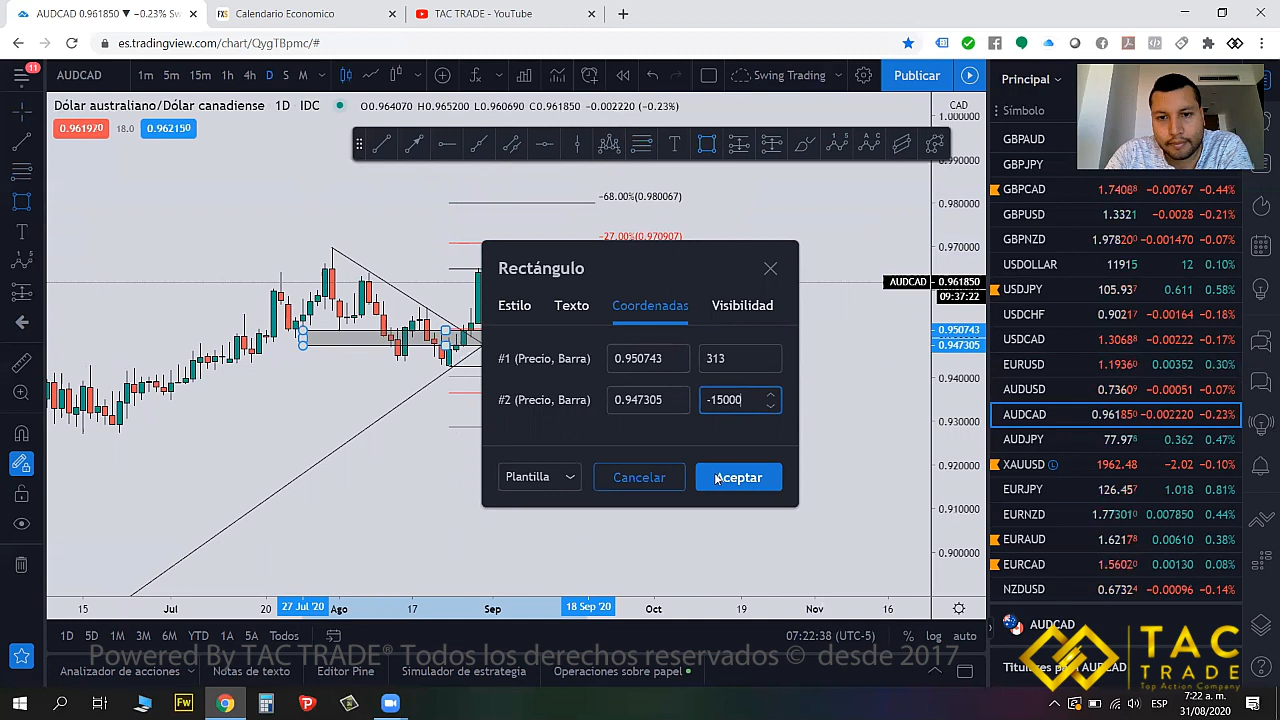 AUDCAD 0.961850 ▼ −0.23% Sw
Calendario Economico
TAC TRADE - YouTube
es.tradingview.com/chart/QygTBpmc/#
11
AUDCAD
1m 5m 15m 1h 4h D S M
Swing Trading
Publicar
Principal
Dólar australiano/Dólar canadiense 1D IDC
O0.964070 H0.965200 L0.960690 C0.961850 −0.002220 (−0.23%)
CAD
Símbolo
0.961970 18.0 0.962150
1.000000
0.990000
0.980000
0.970000
AUDCAD 0.961850
09:37:22
0.950743
0.947305
0.940000
0.930000
0.920000
0.910000
0.900000
−68.00%(0.980067)
−27.00%(0.970907)
Rectángulo
Estilo Texto Coordenadas Visibilidad
#1 (Precio, Barra) 0.950743 313
#2 (Precio, Barra) 0.947305 -15000
Plantilla Cancelar Aceptar
GBPAUD
GBPJPY
GBPCAD 1.74088 −0.00767 −0.44%
GBPUSD 1.3321 −0.0028 −0.21%
GBPNZD 1.97820 −0.001470 −0.07%
USDOLLAR 11915 12 0.10%
USDJPY 105.937 0.611 0.58%
USDCHF 0.90217 0.00164 0.18%
USDCAD 1.30688 −0.00172
EURUSD 1.19360 0.00352
AUDUSD 0.73609 −0.00051 −0.07%
AUDCAD 0.961850 −0.002220 −0.23%
AUDJPY 77.976 0.362 0.47%
XAUUSD 1962.48 −2.02 −0.10%
EURJPY 126.457 1.018 0.81%
EURNZD 1.773010 0.007850 0.44%
EURAUD 1.62178 0.00610 0.38%
EURCAD 1.56020 0.00130 0.08%
NZDUSD 0.67324 −0.00096 −0.14%
15 Jul 20 27 Jul '20 Ago 17 Sep 18 Sep '20 Oct 19 Nov 16
1D 5D 1M 3M 6M YTD 1A 5A Todos
07:22:38 (UTC-5) % log auto
AUDCAD
Powered By TAC TRADE® Todos los derechos reservados © desde 2017
Analizador de acciones Notas de texto Editor Pine Simulador de estrategia Operaciones sobre papel
TAC
TRADE
Top Action Company
Fw
ESP
7:22 a. m.
31/08/2020